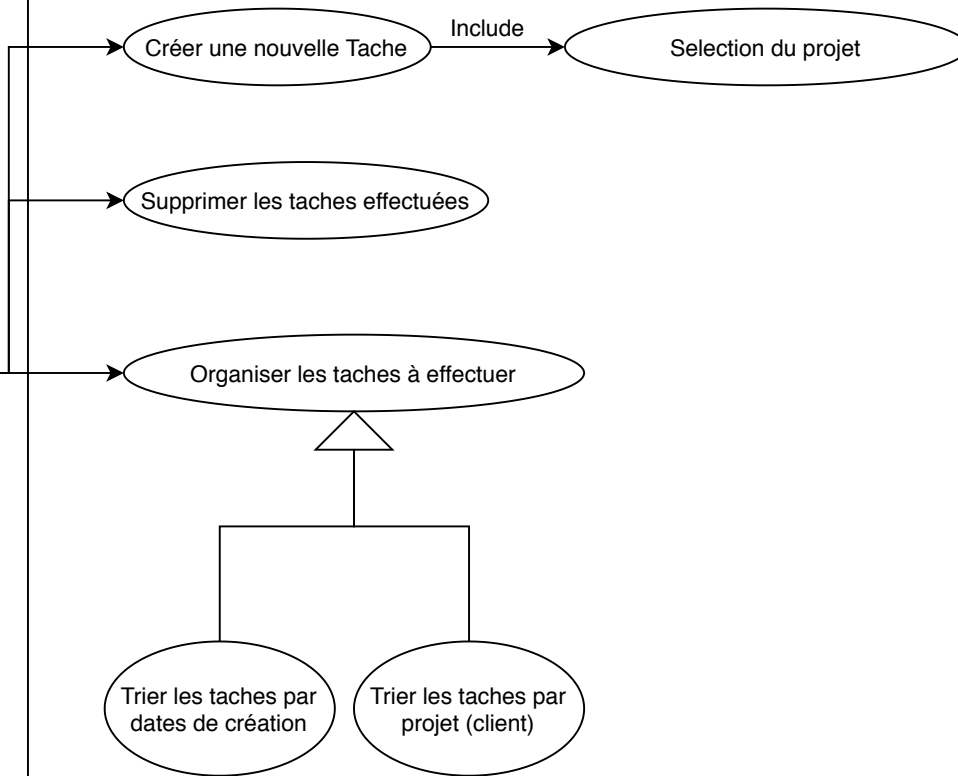 Créer une nouvelle Tache
Include
Selection du projet
Supprimer les taches effectuées
Organiser les taches à effectuer
Trier les taches par
dates de création
Trier les taches par
projet (client)